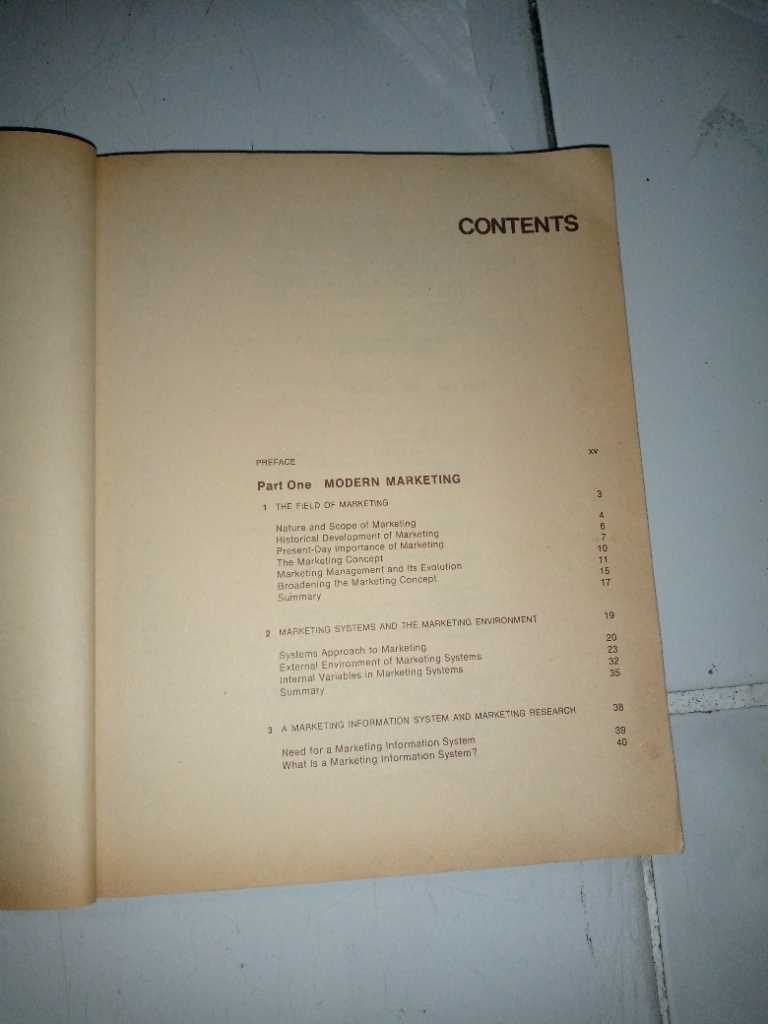 CONTENTS
PREFACE xv
Part One MODERN MARKETING
1 THE FIELD OF MARKETING 3
Nature and Scope of Marketing 4
Historical Development of Marketing 6
Present-Day Importance of Marketing 7
The Marketing Concept 10
Marketing Management and Its Evolution 11
Broadening the Marketing Concept 15
Summary 17
2 MARKETING SYSTEMS AND THE MARKETING ENVIRONMENT 19
Systems Approach to Marketing 20
External Environment of Marketing Systems 23
Internal Variables in Marketing Systems 32
Summary 35
3 A MARKETING INFORMATION SYSTEM AND MARKETING RESEARCH 38
Need for a Marketing Information System 39
What Is a Marketing Information System? 40